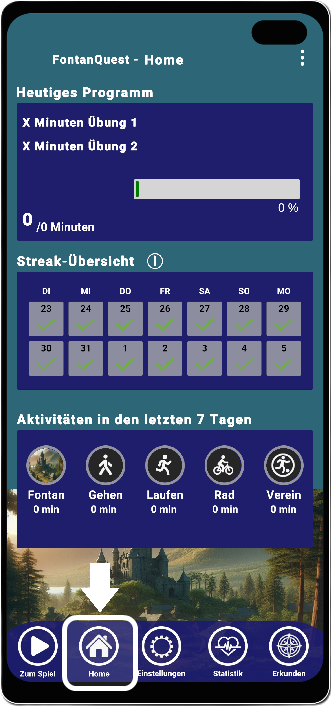 FontanQuest - Home
Heutiges Programm
X Minuten Übung 1
X Minuten Übung 2
0 %
0 /0 Minuten
Streak-Übersicht
DI MI DO FR SA SO MO
23 24 25 26 27 28 29
30 31 1 2 3 4 5
Aktivitäten in den letzten 7 Tagen
Fontan Gehen Laufen Rad Verein
0 min 0 min 0 min 0 min 0 min
Zum Spiel Home Einstellungen Statistik Erkunden